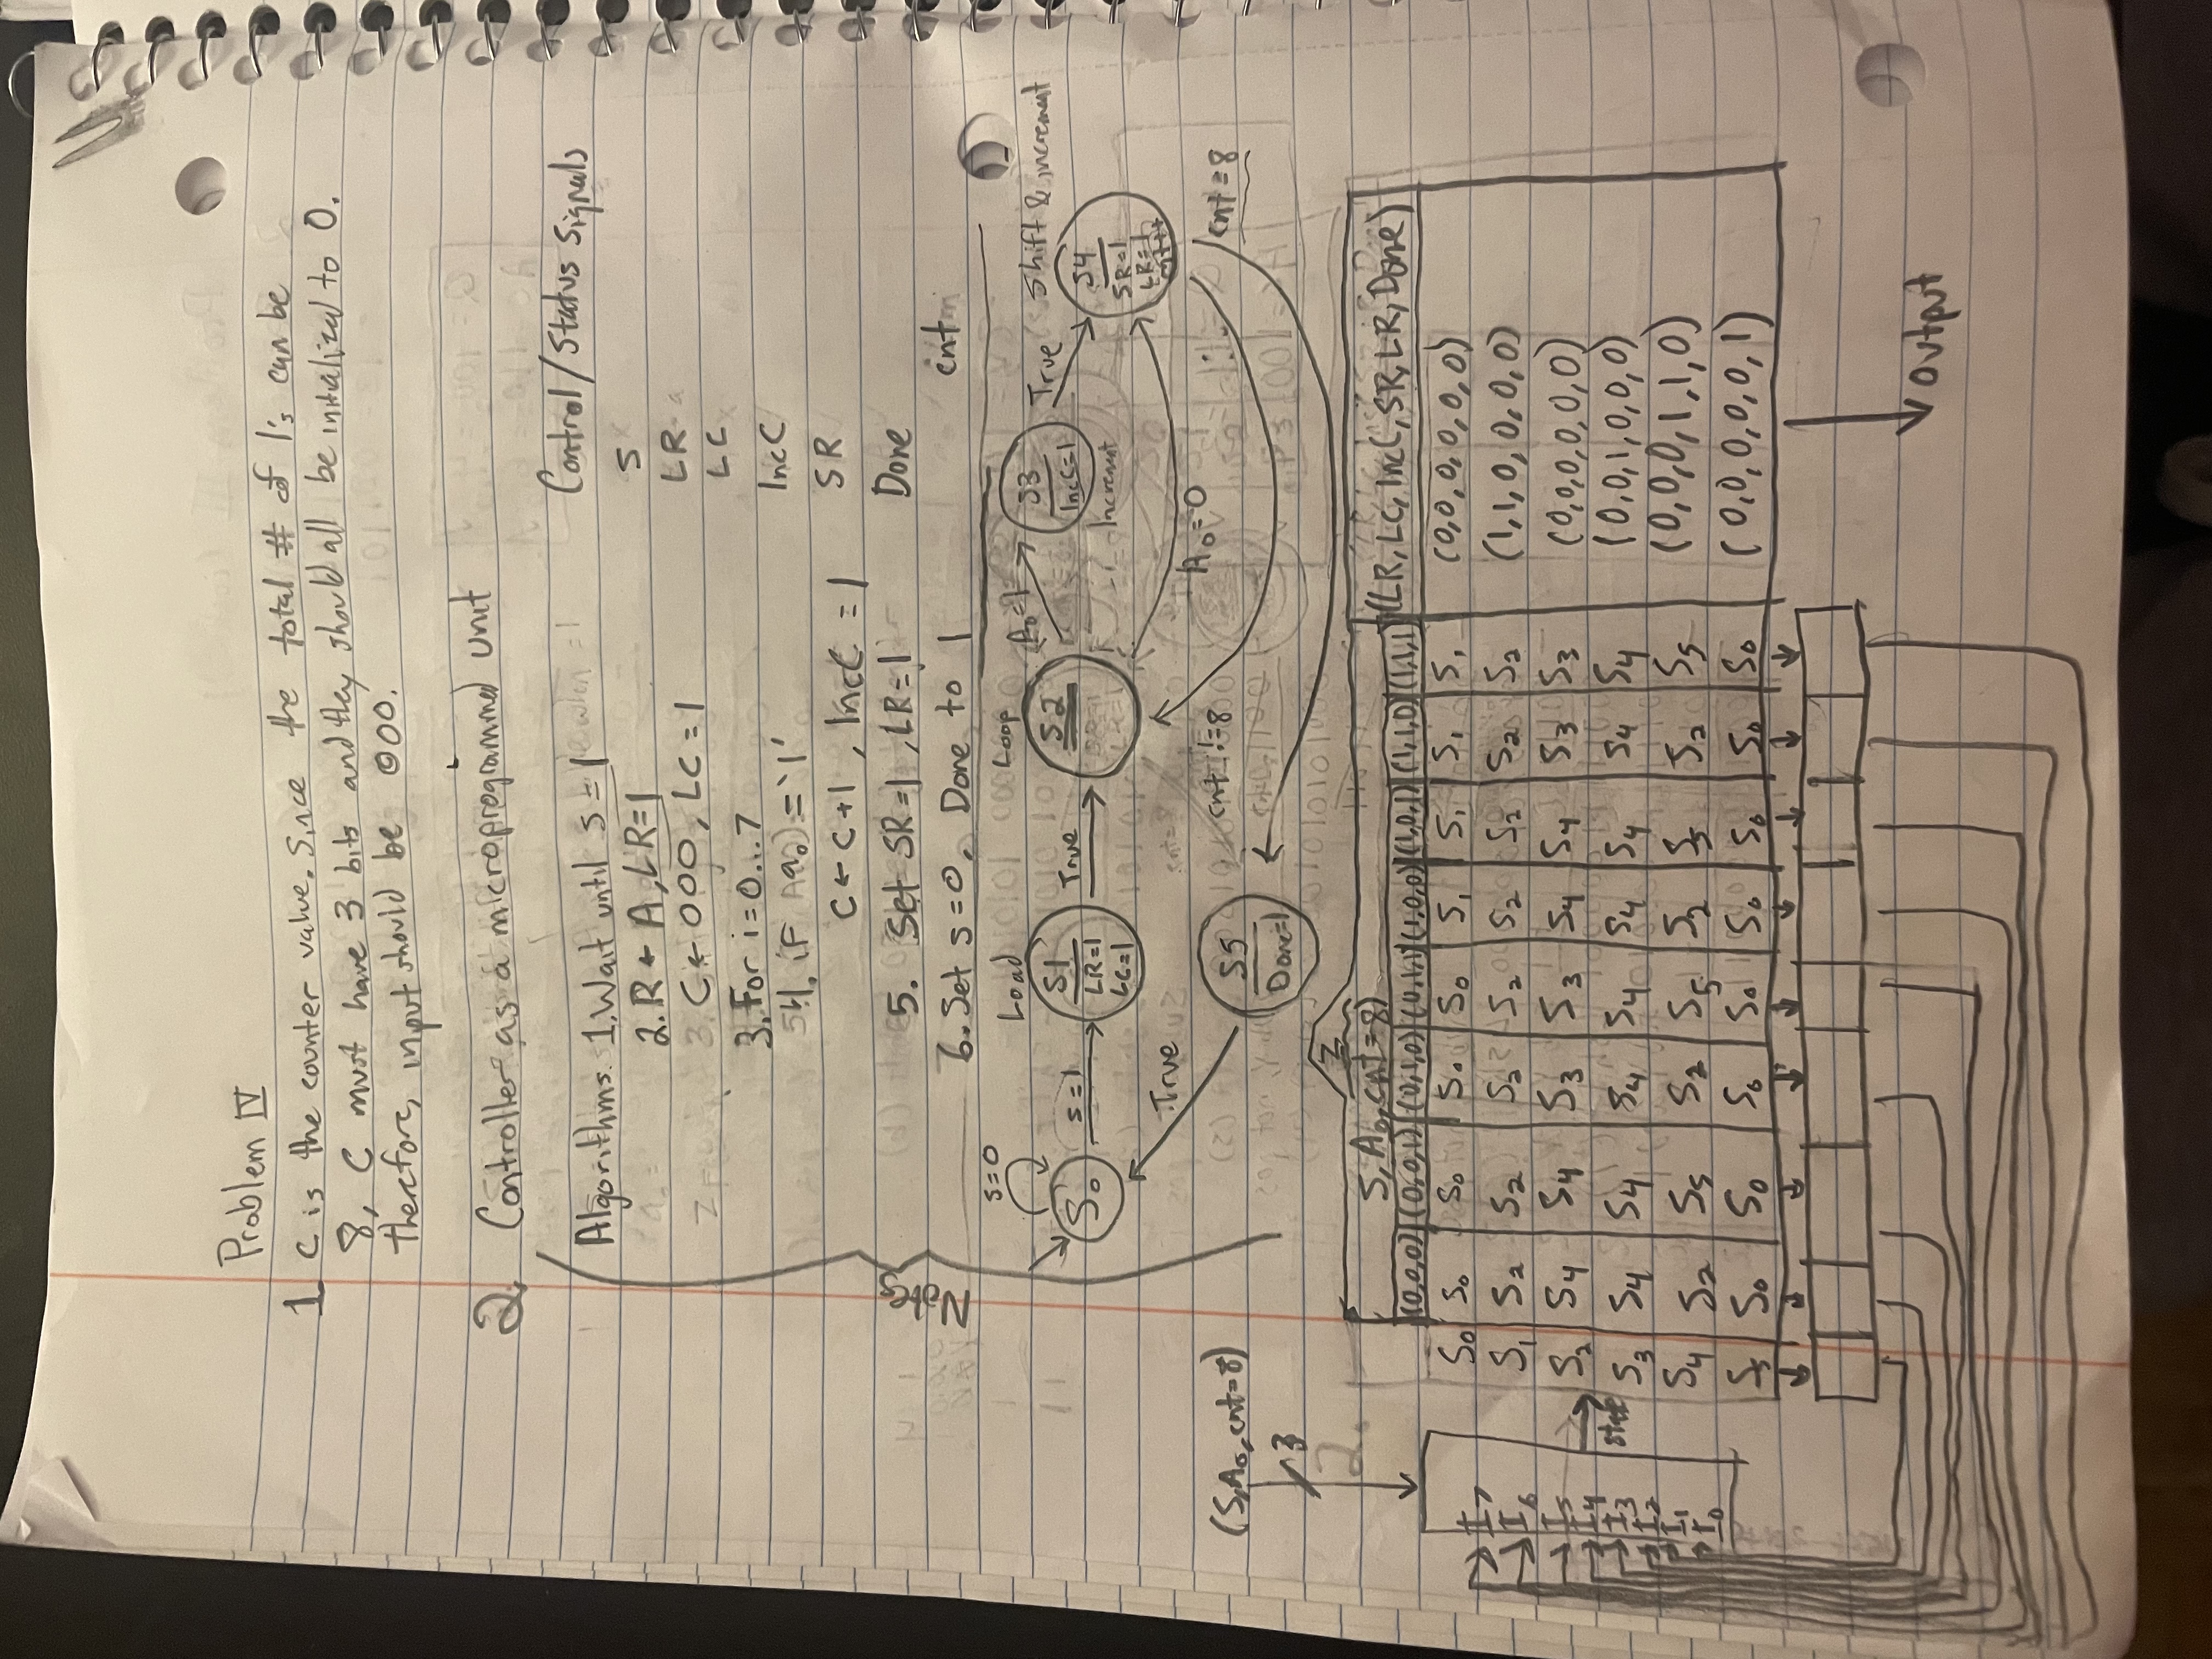 Problem IV
1 C is the counter value. Since the total # of 1's can be
8, C must have 3 bits and they should all be initialized to 0.
Therefore, input should be 000.
2. Controller as a microprogrammed unit
Notes
Algorithms. 1. Wait until s = 1
2. R ← A, LR=1
C ← 000, LC = 1
3. For i=0...7
4. if a₀ = '1'
C ← C+1, IncC = 1
5. Set SR=1, LR=1
6. Set s=0, Done to 1
Control/Status Signals
S
LR
LC
IncC
SR
Done
cnt
s=0
S₀
s=1
Load
S1
LR=1
LC=1
True
Loop
S2
A₀=1
S3
IncC=1
Increment
True
Shift & increment
S4
SR=1
LR=1
cnt++
A₀=0
cnt != 8
cnt = 8
S5
Done=1
True
(S,A₀,cnt=8)
3
2.
Z
S,A₀,cnt=8) (LR, LC, IncC, SR, LR, Done)
(0,0,0) (0,0,1) (0,1,0) (0,1,1) (1,0,0) (1,0,1) (1,1,0) (1,1,1)
S₀ S₀ S₀ S₀ S₀ S₁ S₁ S₁ S₁ (0,0,0,0,0,0)
S₁ S₂ S₂ S₂ S₂ S₂ S₂ S₂ S₂ (1,1,0,0,0,0)
S₂ S₄ S₄ S₃ S₃ S₄ S₄ S₃ S₃ (0,0,0,0,0,0)
S₃ S₄ S₄ S₄ S₄ S₄ S₄ S₄ S₄ (0,0,1,0,0,0)
S₄ S₂ S₅ S₂ S₅ S₂ S₅ S₂ S₅ (0,0,0,1,1,0)
S₅ S₀ S₀ S₀ S₀ S₀ S₀ S₀ S₀ (0,0,0,0,0,1)
I₇
I₆
I₅
I₄
I₃
I₂
I₁
I₀
state
output